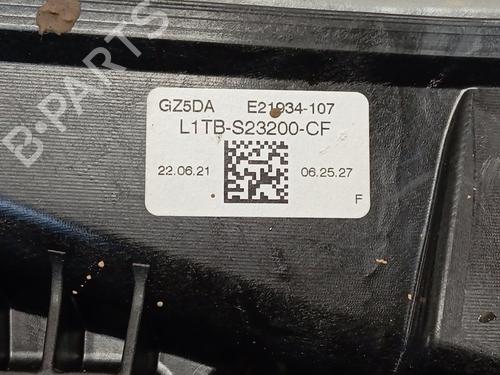 B-PARTS
GZ5DA E21934-107
L1TB-S23200-CF
22.06.21 06.25.27
F